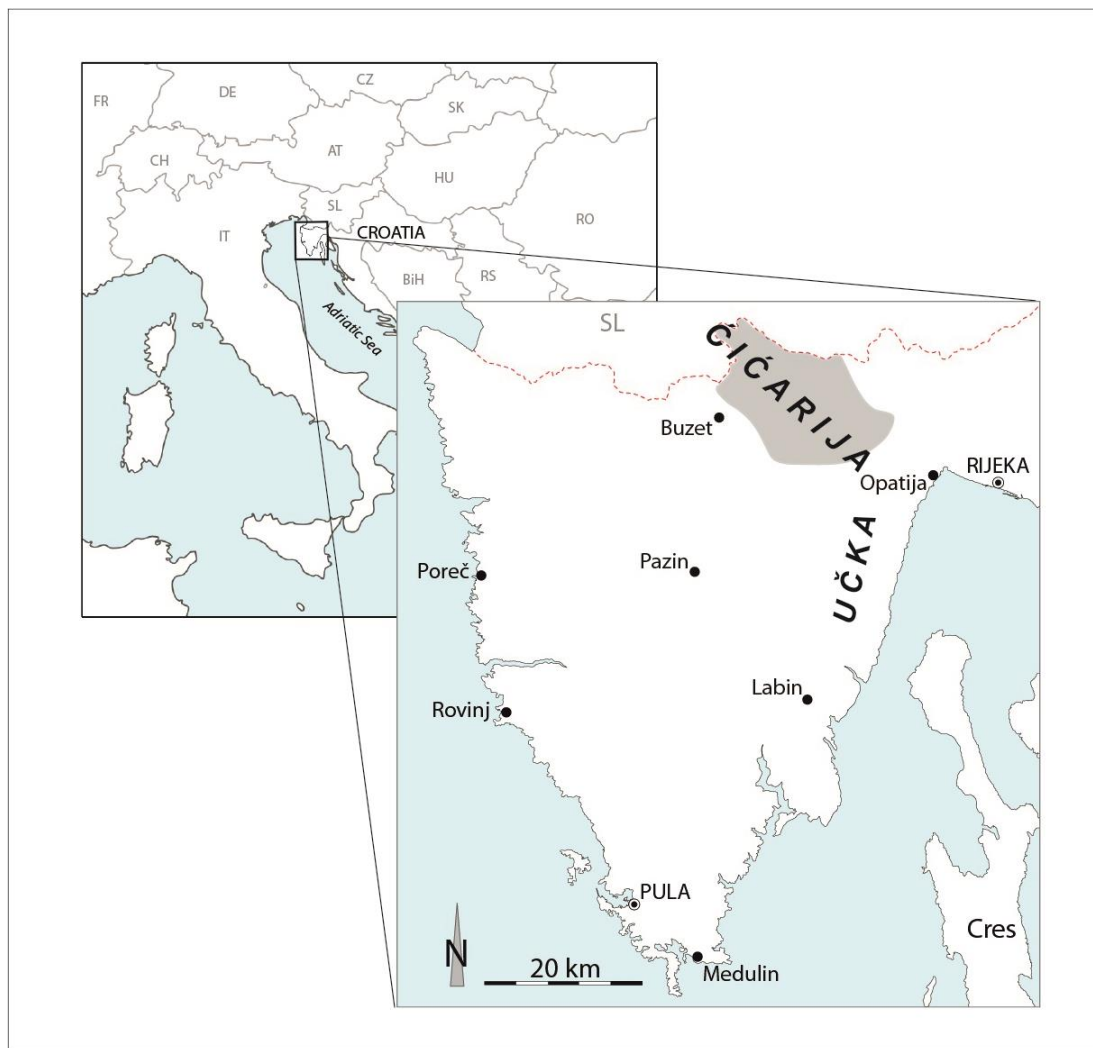 FR
DE
CZ
SK
CH
AT
HU
SL
RO
IT
CROATIA
BiH
RS
Adriatic Sea
SL
ĆIĆARIJA
Buzet
Opatija
RIJEKA
UČKA
Poreč
Pazin
Labin
Rovinj
PULA
Cres
N
20 km
Medulin